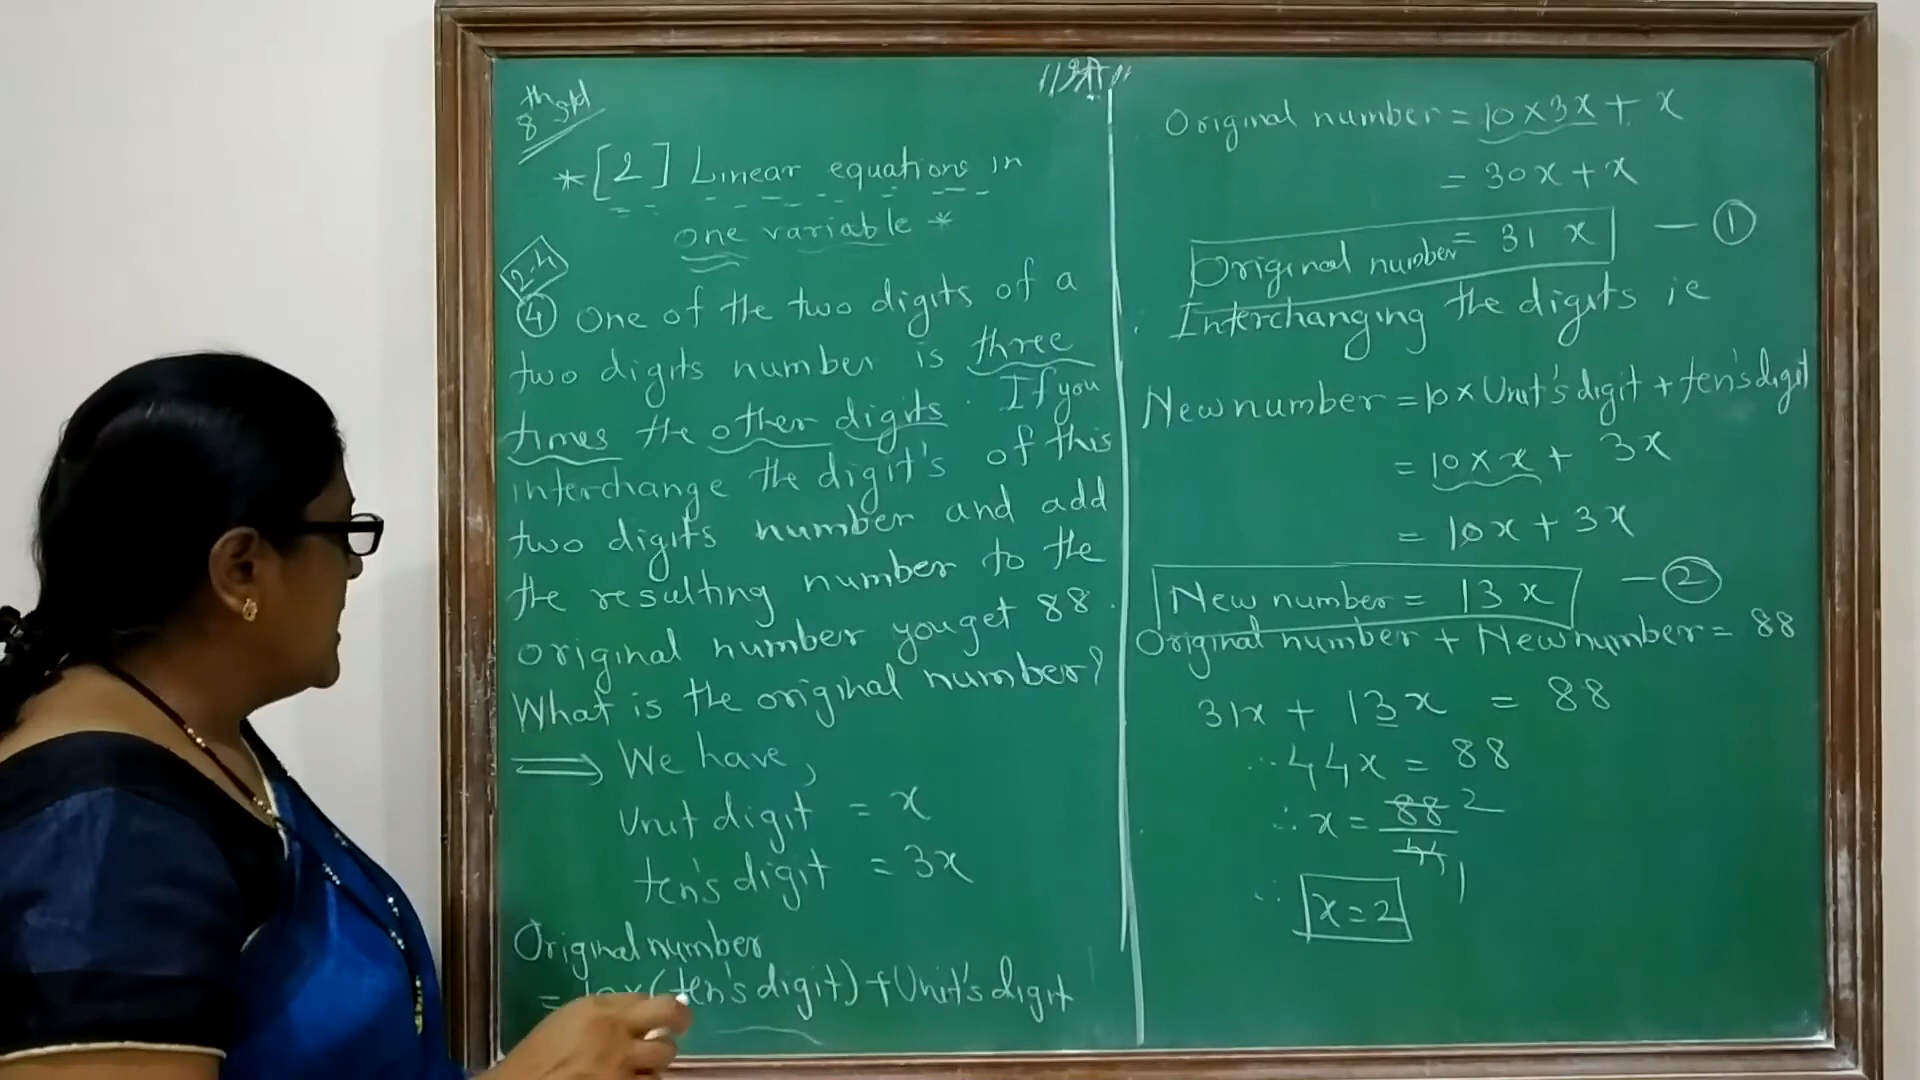 8th std
* [2] Linear equations in
one variable *
2.4
④ One of the two digits of a
two digits number is three
times the other digits. If you
interchange the digit's of this
two digits number and add
the resulting number to the
original number you get 88.
What is the original number?
⟹ We have,
Unit digit = x
ten's digit = 3x
Original number
= 10×(ten's digit) + Unit's digit
Original number = 10×3x + x
= 30x + x
Original number = 31x — ①
Interchanging the digits ie
New number = 10× Unit's digit + ten's digit
= 10×x + 3x
= 10x + 3x
New number = 13x — ②
Original number + New number = 88
31x + 13x = 88
∴ 44x = 88
∴ x = 88/44 2 1
∴ x = 2